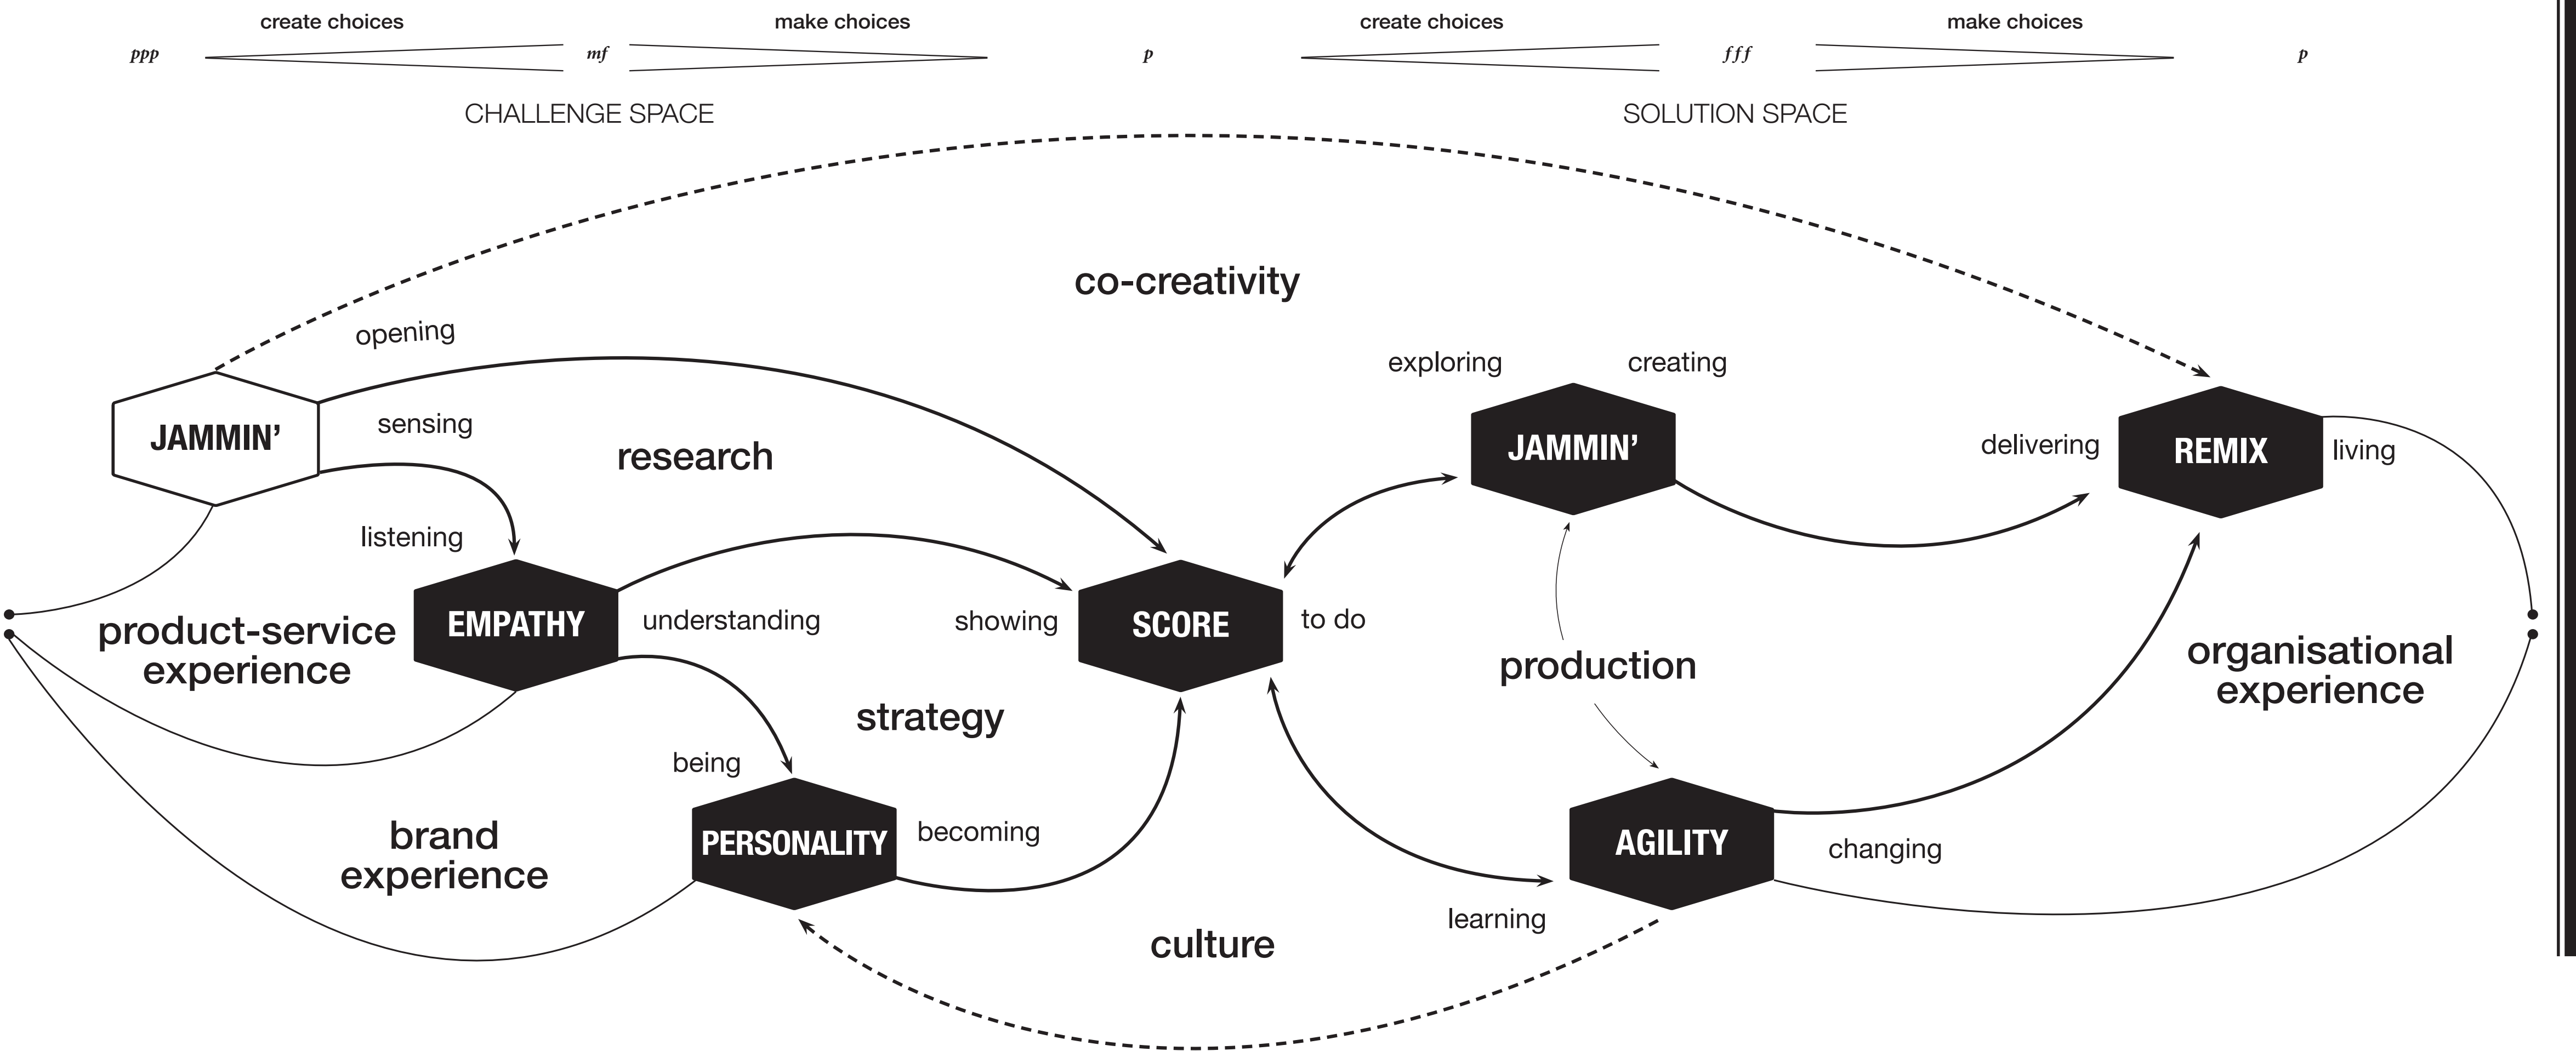 create choices
make choices
create choices
make choices
ppp
mf
p
fff
p
CHALLENGE SPACE
SOLUTION SPACE
co-creativity
opening
exploring
creating
JAMMIN’
sensing
research
JAMMIN’
delivering
REMIX
living
listening
EMPATHY
understanding
showing
SCORE
to do
product-service
experience
production
organisational
experience
strategy
being
brand
experience
PERSONALITY
becoming
AGILITY
changing
learning
culture